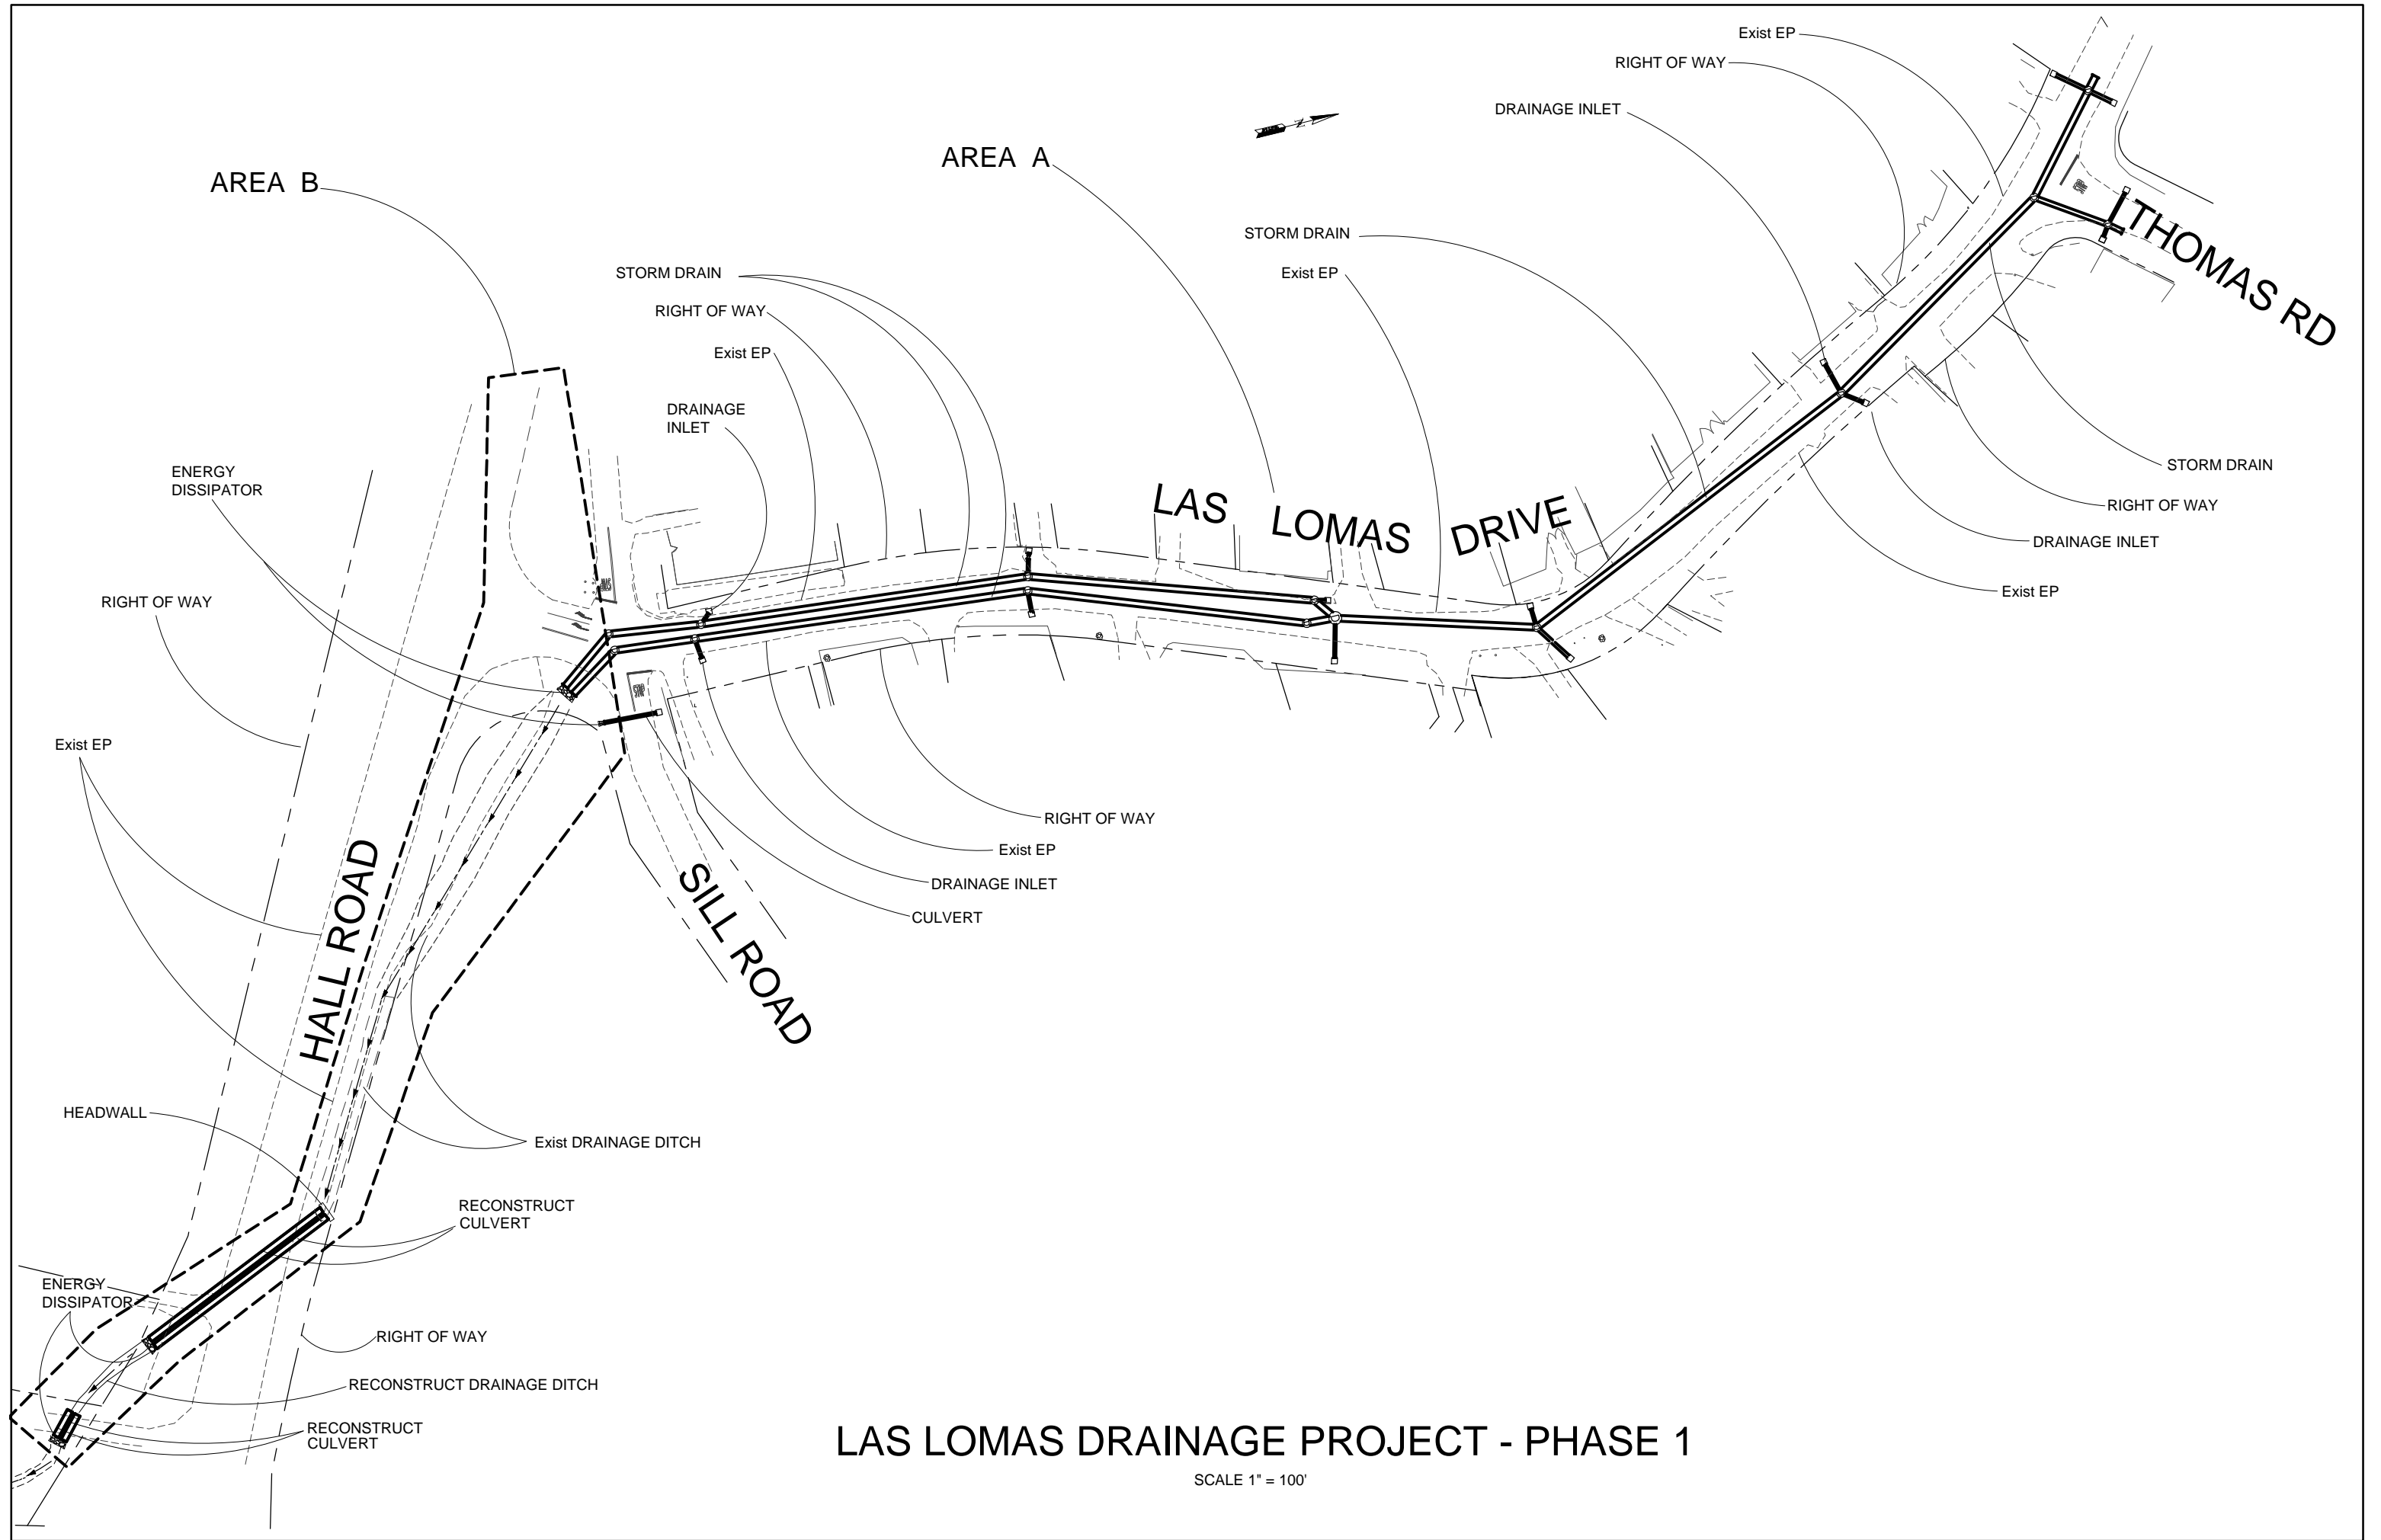 Exist EP
RIGHT OF WAY
DRAINAGE INLET
AREA A
AREA B
N
STORM DRAIN
Exist EP
STORM DRAIN
RIGHT OF WAY
Exist EP
DRAINAGE
INLET
THOMAS RD
ENERGY
DISSIPATOR
LAS LOMAS DRIVE
STORM DRAIN
RIGHT OF WAY
DRAINAGE INLET
Exist EP
RIGHT OF WAY
Exist EP
RIGHT OF WAY
Exist EP
DRAINAGE INLET
CULVERT
HALL ROAD
SILL ROAD
HEADWALL
Exist DRAINAGE DITCH
RECONSTRUCT
CULVERT
ENERGY
DISSIPATOR
RIGHT OF WAY
RECONSTRUCT DRAINAGE DITCH
RECONSTRUCT
CULVERT
LAS LOMAS DRAINAGE PROJECT - PHASE 1
SCALE 1" = 100'